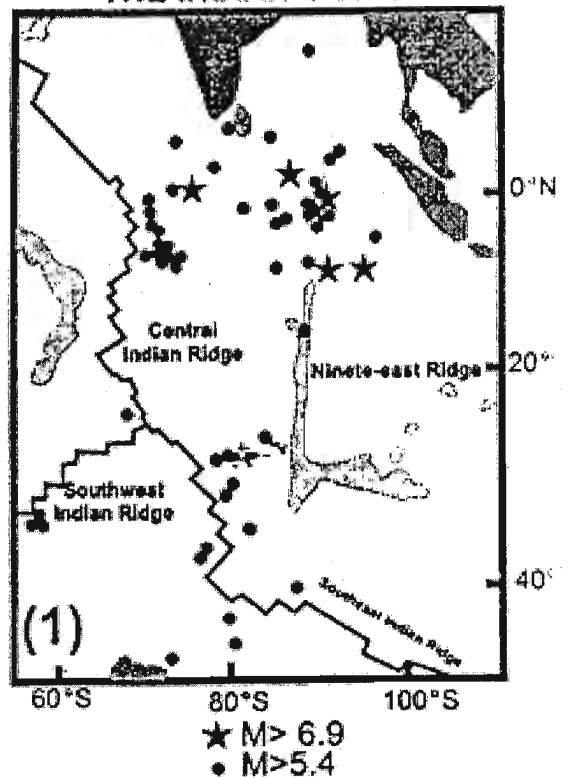 0°N
Central
Indian Ridge
Ninete-east Ridge
20°
Southwest
Indian Ridge
40°
Southeast Indian Ridge
(1)
60°S 80°S 100°S
★ M> 6.9
● M>5.4